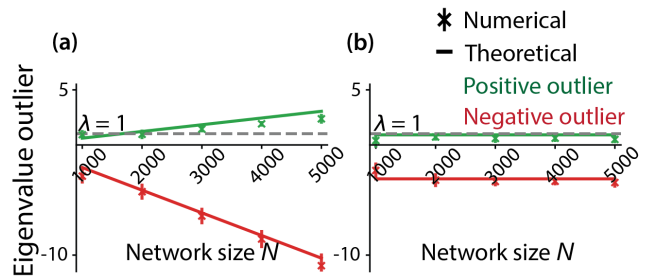 Numerical
Theoretical
Positive outlier
Negative outlier
(a)
Eigenvalue outlier
5
λ = 1
1000
2000
3000
4000
5000
-10
Network size N
(b)
5
λ = 1
1000
2000
3000
4000
5000
-10
Network size N